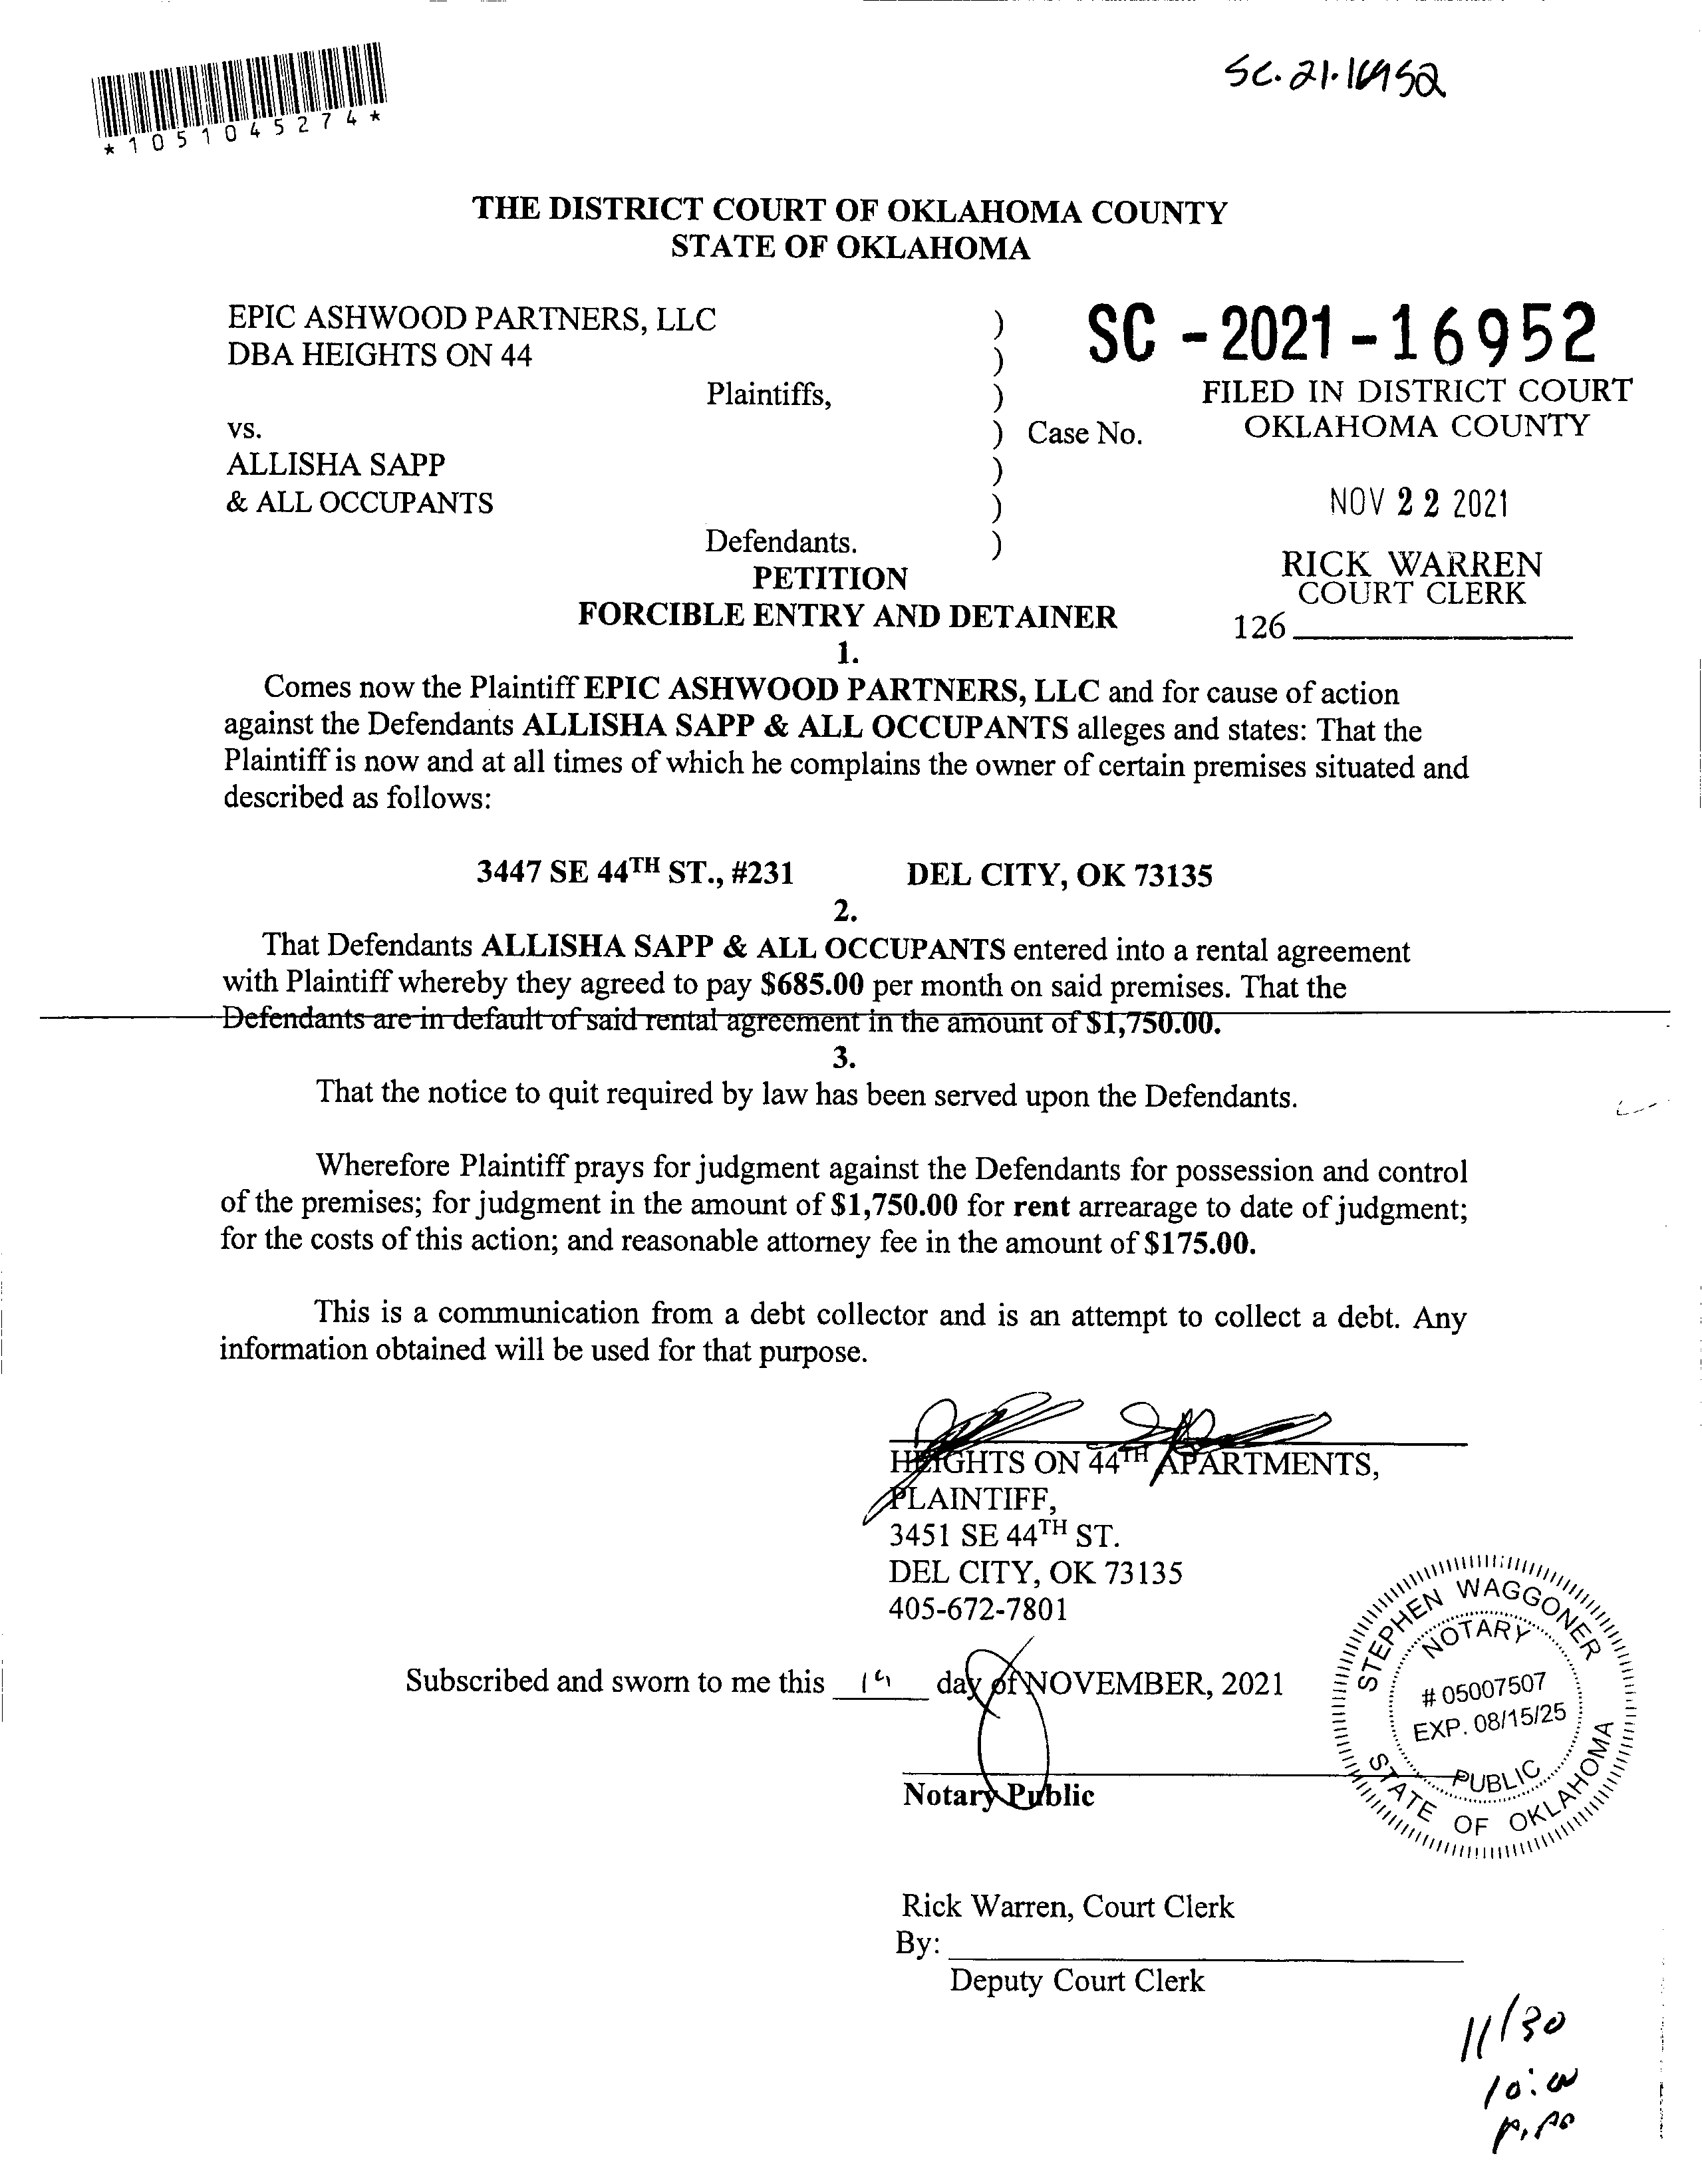 SC-21-16952
*1051045274*
THE DISTRICT COURT OF OKLAHOMA COUNTY
STATE OF OKLAHOMA
EPIC ASHWOOD PARTNERS, LLC )
DBA HEIGHTS ON 44 )
Plaintiffs, )
vs. ) Case No.
ALLISHA SAPP )
& ALL OCCUPANTS )
Defendants. )
SC - 2021 - 16952
FILED IN DISTRICT COURT
OKLAHOMA COUNTY
NOV 22 2021
RICK WARREN
COURT CLERK
126
PETITION
FORCIBLE ENTRY AND DETAINER
1.
Comes now the Plaintiff EPIC ASHWOOD PARTNERS, LLC and for cause of action
against the Defendants ALLISHA SAPP & ALL OCCUPANTS alleges and states: That the
Plaintiff is now and at all times of which he complains the owner of certain premises situated and
described as follows:
3447 SE 44TH ST., #231 DEL CITY, OK 73135
2.
That Defendants ALLISHA SAPP & ALL OCCUPANTS entered into a rental agreement
with Plaintiff whereby they agreed to pay $685.00 per month on said premises. That the
Defendants are in default of said rental agreement in the amount of $1,750.00.
3.
That the notice to quit required by law has been served upon the Defendants.
Wherefore Plaintiff prays for judgment against the Defendants for possession and control
of the premises; for judgment in the amount of $1,750.00 for rent arrearage to date of judgment;
for the costs of this action; and reasonable attorney fee in the amount of $175.00.
This is a communication from a debt collector and is an attempt to collect a debt. Any
information obtained will be used for that purpose.
HEIGHTS ON 44TH APARTMENTS,
PLAINTIFF,
3451 SE 44TH ST.
DEL CITY, OK 73135
405-672-7801
Subscribed and sworn to me this 19 day of NOVEMBER, 2021
Notary Public
STEPHEN WAGGONER
NOTARY
# 05007507
EXP. 08/15/25
PUBLIC
STATE OF OKLAHOMA
Rick Warren, Court Clerk
By:
Deputy Court Clerk
11/30
10:00